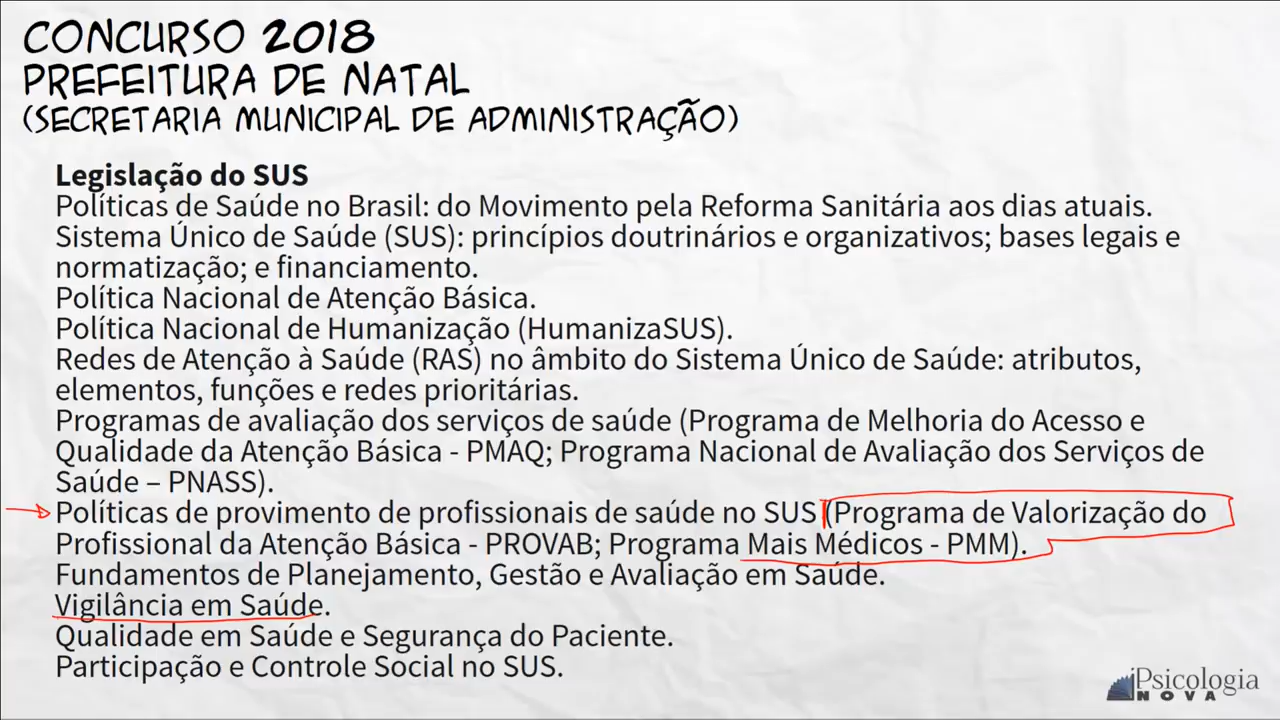 CONCURSO 2018
PREFEITURA DE NATAL
(SECRETARIA MUNICIPAL DE ADMINISTRAÇÃO)
Legislação do SUS
Políticas de Saúde no Brasil: do Movimento pela Reforma Sanitária aos dias atuais.
Sistema Único de Saúde (SUS): princípios doutrinários e organizativos; bases legais e
normatização; e financiamento.
Política Nacional de Atenção Básica.
Política Nacional de Humanização (HumanizaSUS).
Redes de Atenção à Saúde (RAS) no âmbito do Sistema Único de Saúde: atributos,
elementos, funções e redes prioritárias.
Programas de avaliação dos serviços de saúde (Programa de Melhoria do Acesso e
Qualidade da Atenção Básica - PMAQ; Programa Nacional de Avaliação dos Serviços de
Saúde – PNASS).
Políticas de provimento de profissionais de saúde no SUS (Programa de Valorização do
Profissional da Atenção Básica - PROVAB; Programa Mais Médicos - PMM).
Fundamentos de Planejamento, Gestão e Avaliação em Saúde.
Vigilância em Saúde.
Qualidade em Saúde e Segurança do Paciente.
Participação e Controle Social no SUS.
Psicologia
NOVA